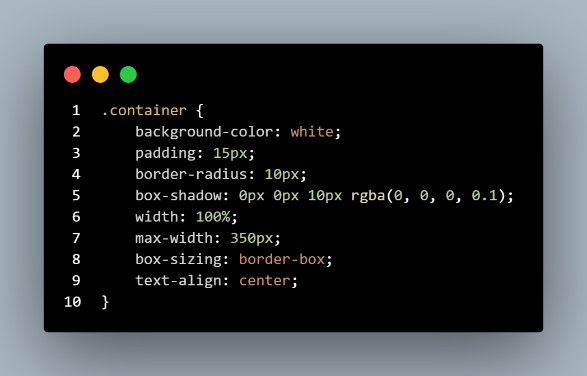 1 .container {
2     background-color: white;
3     padding: 15px;
4     border-radius: 10px;
5     box-shadow: 0px 0px 10px rgba(0, 0, 0, 0.1);
6     width: 100%;
7     max-width: 350px;
8     box-sizing: border-box;
9     text-align: center;
10 }